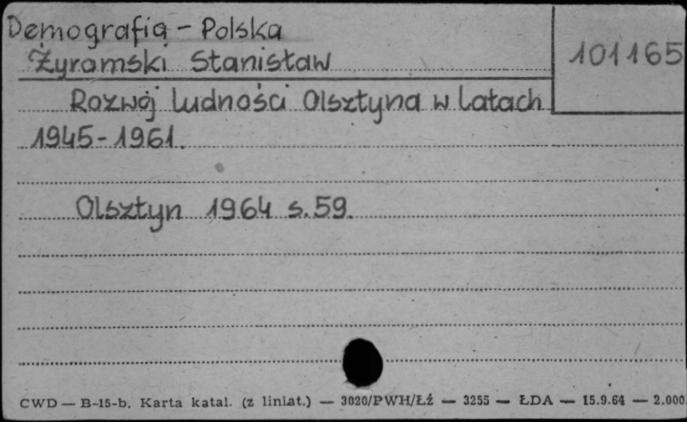 Demografia - Polska
Żyromski Stanisław
101165
Rozwój ludności Olsztyna w latach
1945-1961.
Olsztyn 1964 s.59.
CWD — B-15-b. Karta katal. (z liniat.) — 3020/PWH/Łź — 3255 — ŁDA — 15.9.64 — 2.000